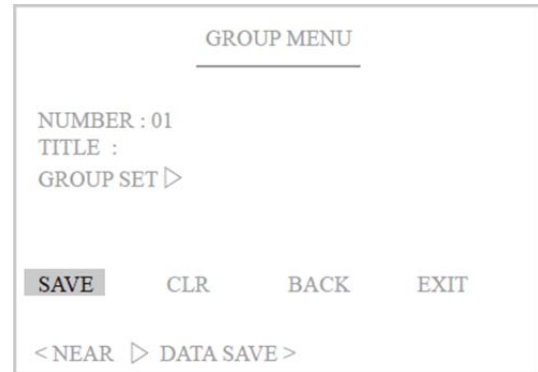 GROUP MENU
NUMBER : 01
TITLE :
GROUP SET ▷
SAVE CLR BACK EXIT
< NEAR ▷ DATA SAVE >